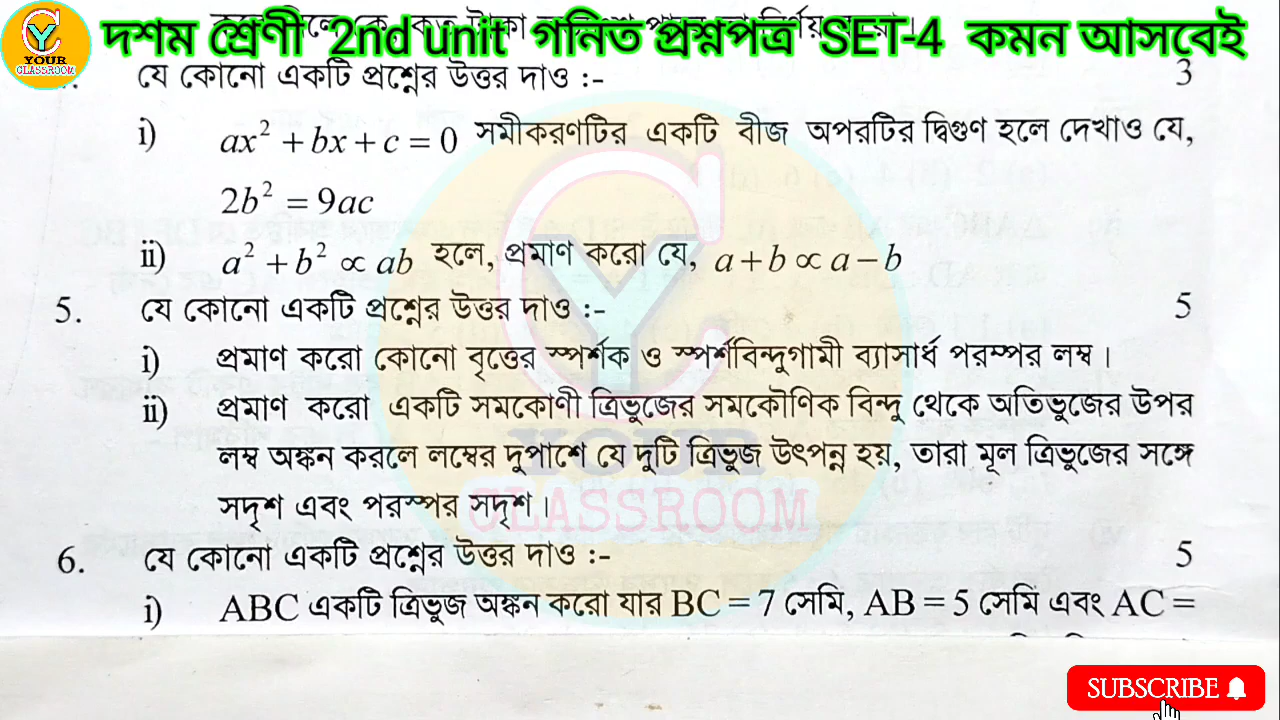 দশম শ্রেণী 2nd unit গনিত প্রশ্নপত্র SET-4 কমন আসবেই
YOUR
CLASSROOM
যে কোনো একটি প্রশ্নের উত্তর দাও :- 3
i) ax² + bx + c = 0 সমীকরণটির একটি বীজ অপরটির দ্বিগুণ হলে দেখাও যে,
2b² = 9ac
ii) a² + b² ∝ ab হলে, প্রমাণ করো যে, a + b ∝ a − b
5. যে কোনো একটি প্রশ্নের উত্তর দাও :- 5
i) প্রমাণ করো কোনো বৃত্তের স্পর্শক ও স্পর্শবিন্দুগামী ব্যাসার্ধ পরস্পর লম্ব।
ii) প্রমাণ করো একটি সমকোণী ত্রিভুজের সমকৌণিক বিন্দু থেকে অতিভুজের উপর
লম্ব অঙ্কন করলে লম্বের দুপাশে যে দুটি ত্রিভুজ উৎপন্ন হয়, তারা মূল ত্রিভুজের সঙ্গে
সদৃশ এবং পরস্পর সদৃশ।
YOUR
CLASSROOM
6. যে কোনো একটি প্রশ্নের উত্তর দাও :- 5
i) ABC একটি ত্রিভুজ অঙ্কন করো যার BC = 7 সেমি, AB = 5 সেমি এবং AC =
SUBSCRIBE